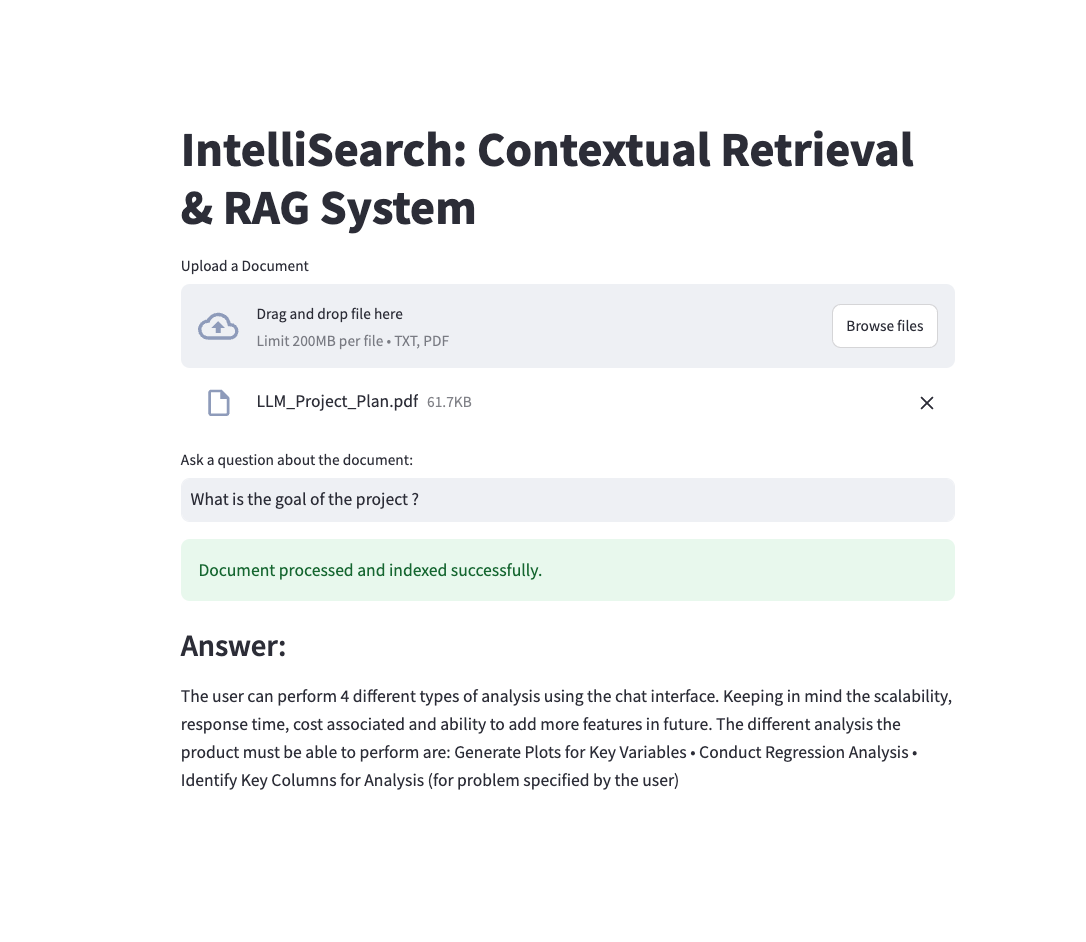 IntelliSearch: Contextual Retrieval
& RAG System
Upload a Document
Drag and drop file here
Limit 200MB per file • TXT, PDF
Browse files
LLM_Project_Plan.pdf 61.7KB
Ask a question about the document:
What is the goal of the project ?
Document processed and indexed successfully.
Answer:
The user can perform 4 different types of analysis using the chat interface. Keeping in mind the scalability,
response time, cost associated and ability to add more features in future. The different analysis the
product must be able to perform are: Generate Plots for Key Variables • Conduct Regression Analysis •
Identify Key Columns for Analysis (for problem specified by the user)